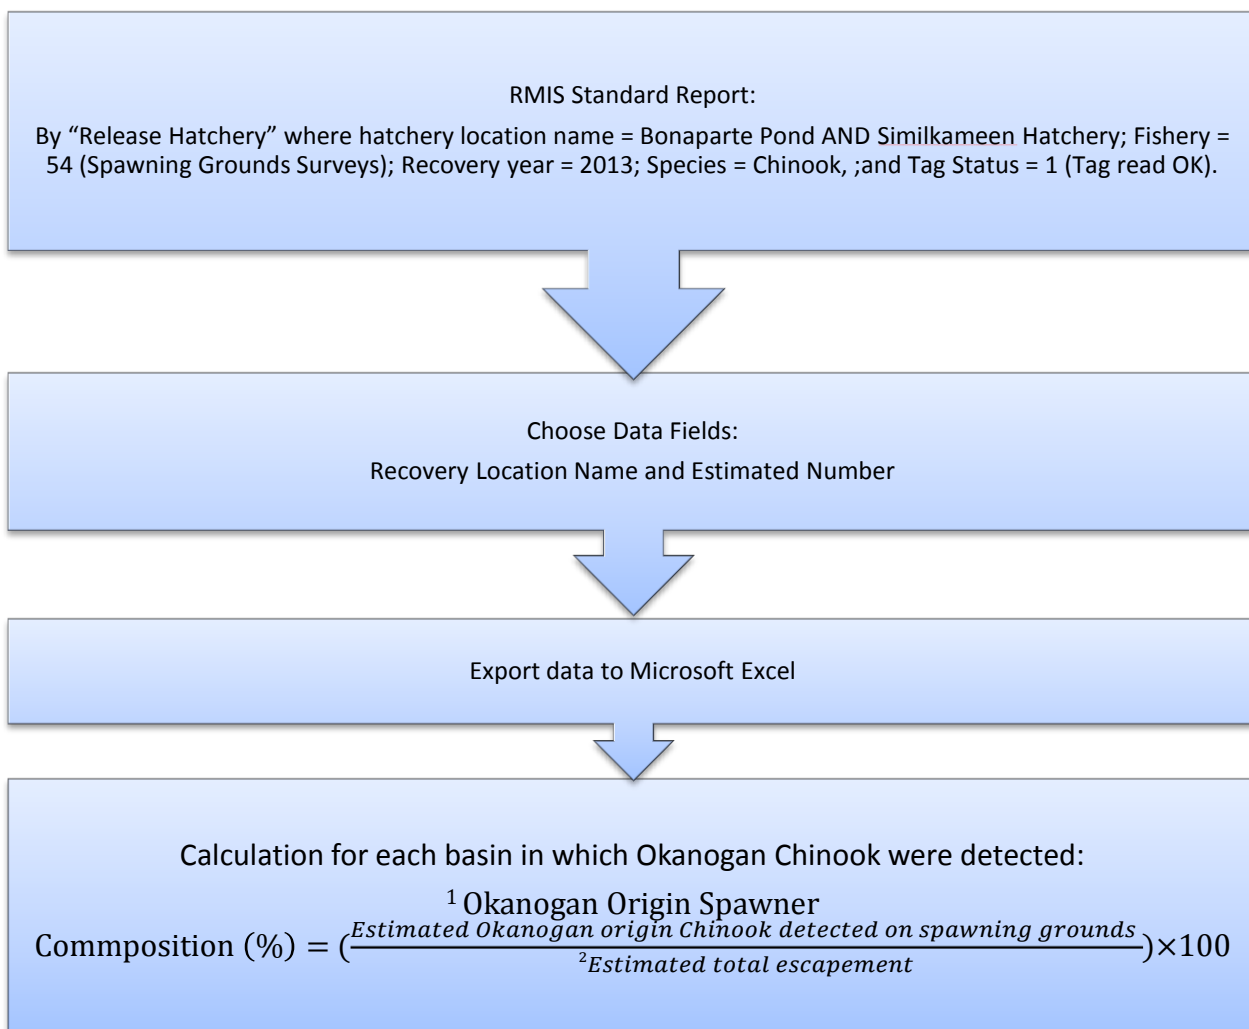 RMIS Standard Report:
By “Release Hatchery” where hatchery location name = Bonaparte Pond AND Similkameen Hatchery; Fishery =
54 (Spawning Grounds Surveys); Recovery year = 2013; Species = Chinook, ;and Tag Status = 1 (Tag read OK).
Choose Data Fields:
Recovery Location Name and Estimated Number
Export data to Microsoft Excel
Calculation for each basin in which Okanogan Chinook were detected:
¹ Okanogan Origin Spawner
Commposition (%) = (Estimated Okanogan origin Chinook detected on spawning grounds / ²Estimated total escapement)×100